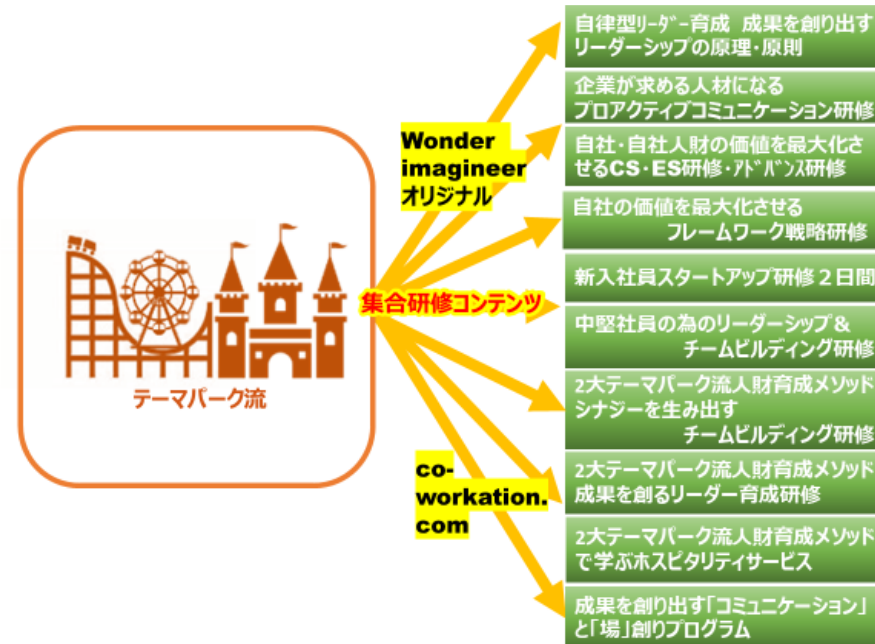 テーマパーク流
Wonder
imagineer
オリジナル
集合研修コンテンツ
co-
workation.
com
自律型ﾘｰﾀﾞｰ育成 成果を創り出す
リーダーシップの原理・原則
企業が求める人材になる
プロアクティブコミュニケーション研修
自社・自社人財の価値を最大化さ
せるCS・ES研修・ｱﾄﾞﾊﾞﾝｽ研修
自社の価値を最大化させる
フレームワーク戦略研修
新入社員スタートアップ研修２日間
中堅社員の為のリーダーシップ＆
チームビルディング研修
2大テーマパーク流人財育成メソッド
シナジーを生み出す
チームビルディング研修
2大テーマパーク流人財育成メソッド
成果を創るリーダー育成研修
2大テーマパーク流人財育成メソッド
で学ぶホスピタリティサービス
成果を創り出す「コミュニケーション」
と「場」創りプログラム